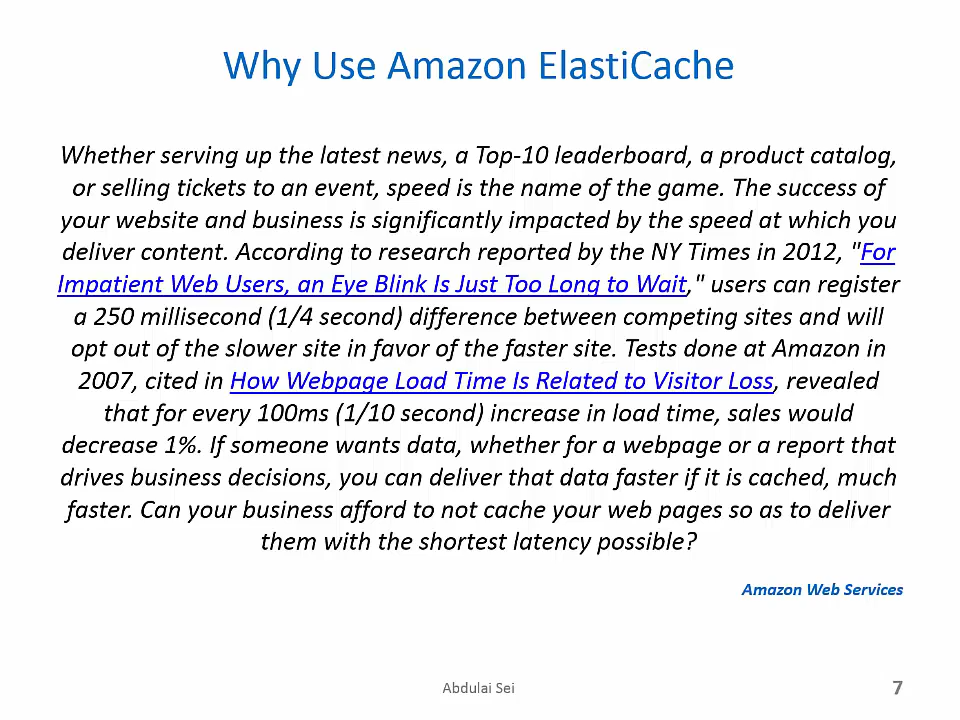 Why Use Amazon ElastiCache
Whether serving up the latest news, a Top-10 leaderboard, a product catalog,
or selling tickets to an event, speed is the name of the game. The success of
your website and business is significantly impacted by the speed at which you
deliver content. According to research reported by the NY Times in 2012, "For
Impatient Web Users, an Eye Blink Is Just Too Long to Wait," users can register
a 250 millisecond (1/4 second) difference between competing sites and will
opt out of the slower site in favor of the faster site. Tests done at Amazon in
2007, cited in How Webpage Load Time Is Related to Visitor Loss, revealed
that for every 100ms (1/10 second) increase in load time, sales would
decrease 1%. If someone wants data, whether for a webpage or a report that
drives business decisions, you can deliver that data faster if it is cached, much
faster. Can your business afford to not cache your web pages so as to deliver
them with the shortest latency possible?
Amazon Web Services
Abdulai Sei
7